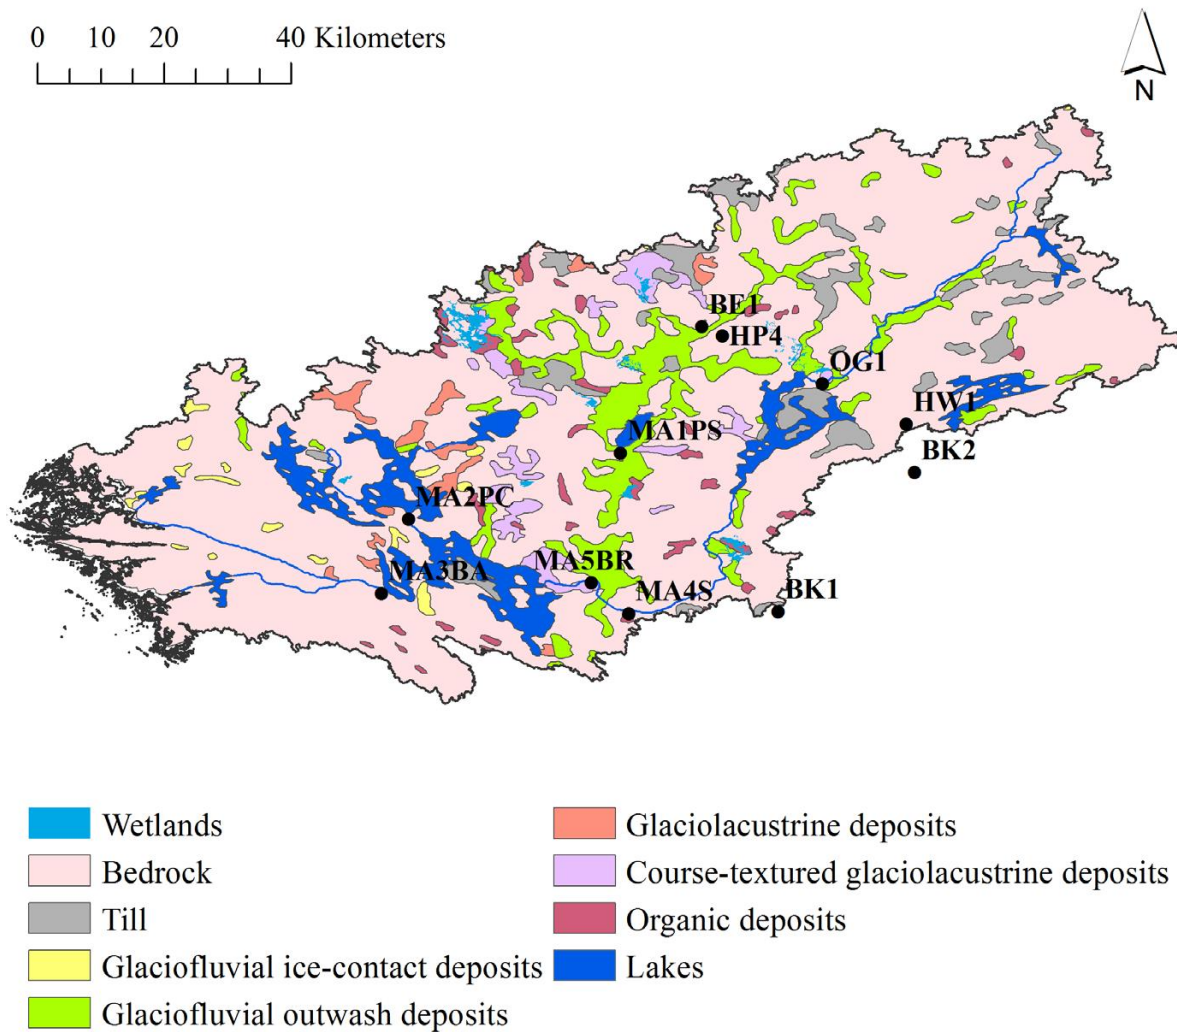 0 10 20 40 Kilometers
N
BE1
HP4
OG1
HW1
MA1PS
BK2
MA2PC
MA5BR
MA3BA
MA4S
BK1
Wetlands
Bedrock
Till
Glaciofluvial ice-contact deposits
Glaciofluvial outwash deposits
Glaciolacustrine deposits
Course-textured glaciolacustrine deposits
Organic deposits
Lakes